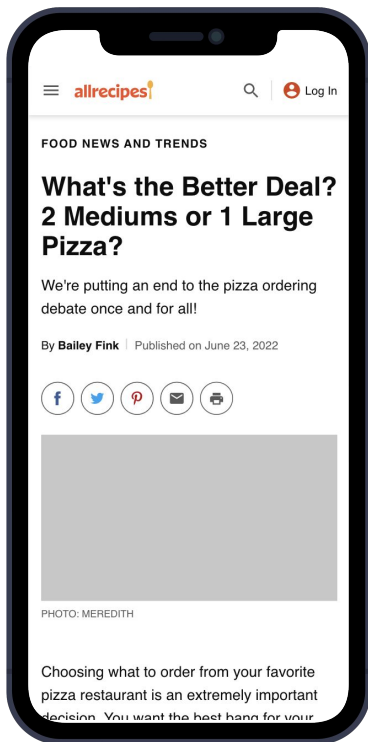 allrecipes
Log In
FOOD NEWS AND TRENDS
What's the Better Deal?
2 Mediums or 1 Large
Pizza?
We're putting an end to the pizza ordering
debate once and for all!
By Bailey Fink Published on June 23, 2022
PHOTO: MEREDITH
Choosing what to order from your favorite
pizza restaurant is an extremely important
decision. You want the best bang for your